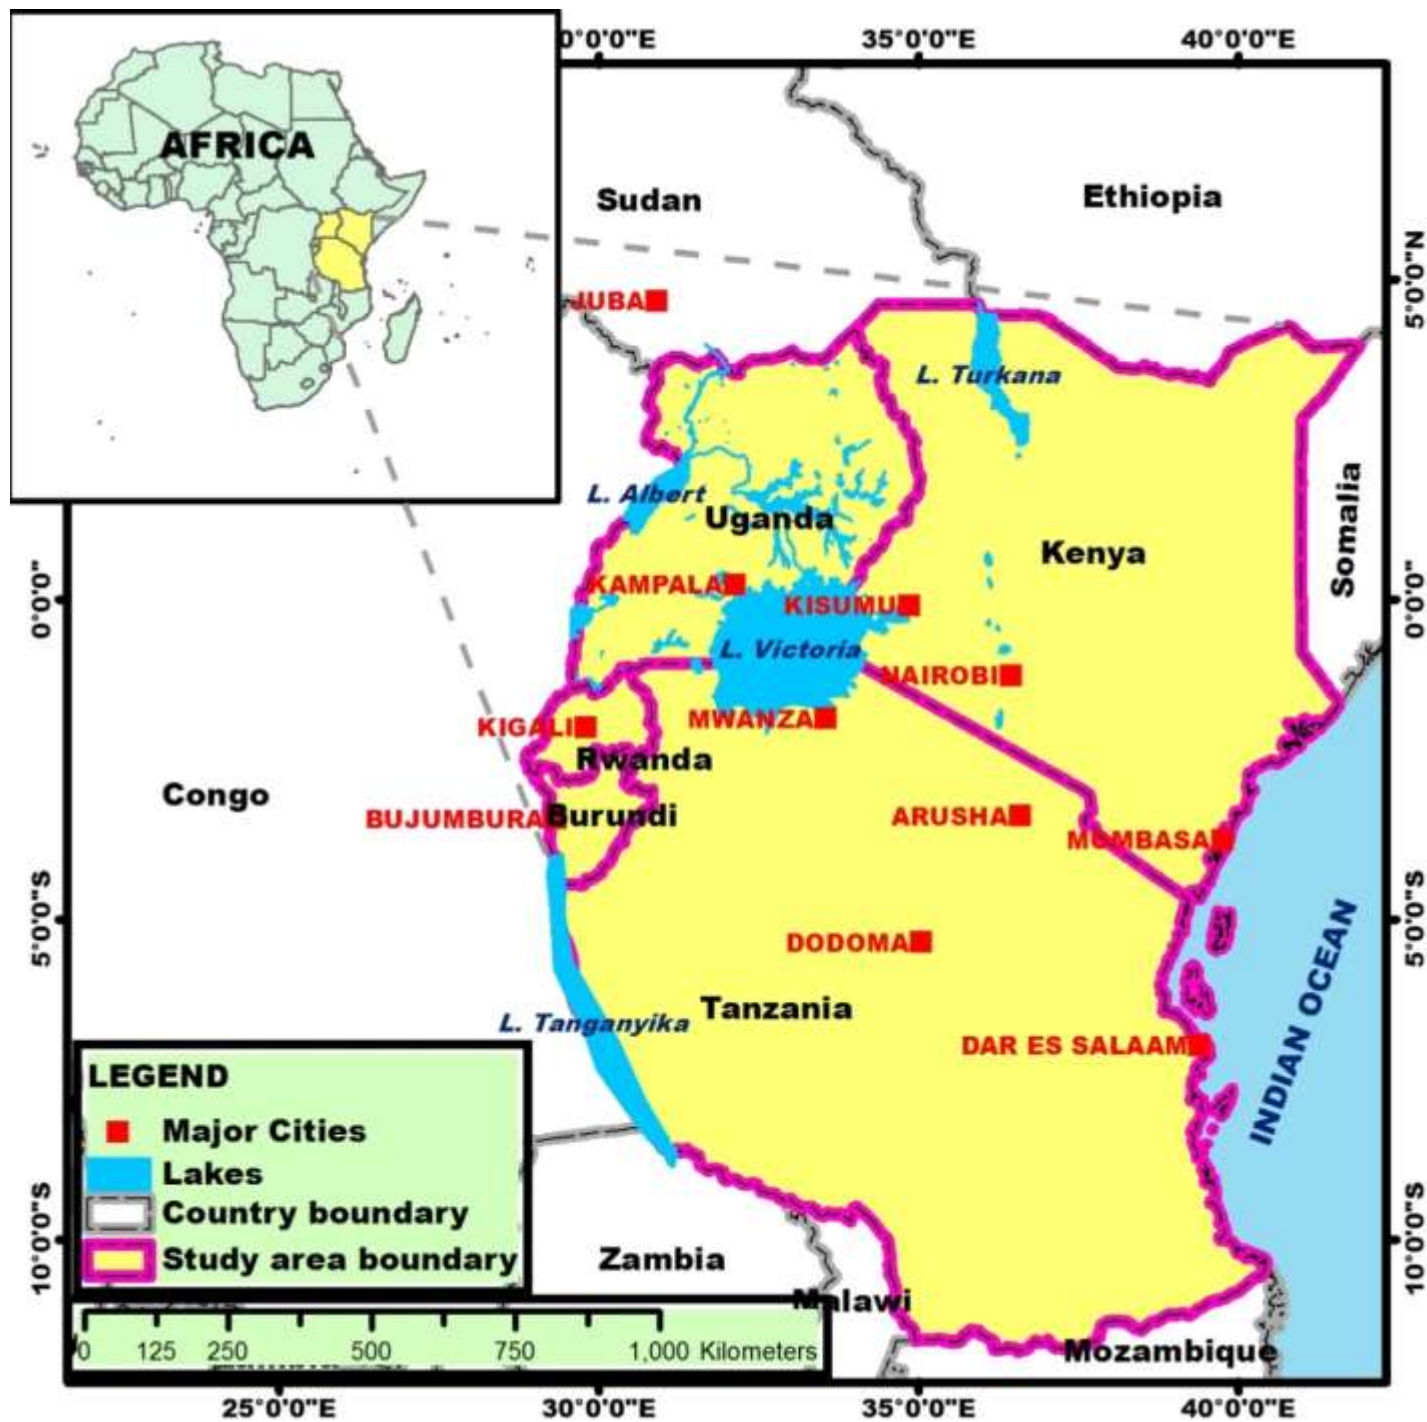 AFRICA
0°0'0"E
35°0'0"E
40°0'0"E
Sudan
Ethiopia
5°0'0"N
JUBA
L. Turkana
L. Albert
Uganda
Kenya
Somalia
0°0'0"
0°0'0"
KAMPALA
KISUMU
L. Victoria
NAIROBI
KIGALI
MWANZA
Rwanda
Congo
BUJUMBURA
Burundi
ARUSHA
MOMBASA
5°0'0"S
5°0'0"S
DODOMA
Tanzania
L. Tanganyika
DAR ES SALAAM
INDIAN OCEAN
LEGEND
Major Cities
Lakes
Country boundary
Study area boundary
10°0'0"S
10°0'0"S
Zambia
Malawi
Mozambique
0 125 250 500 750 1,000 Kilometers
25°0'0"E
30°0'0"E
35°0'0"E
40°0'0"E